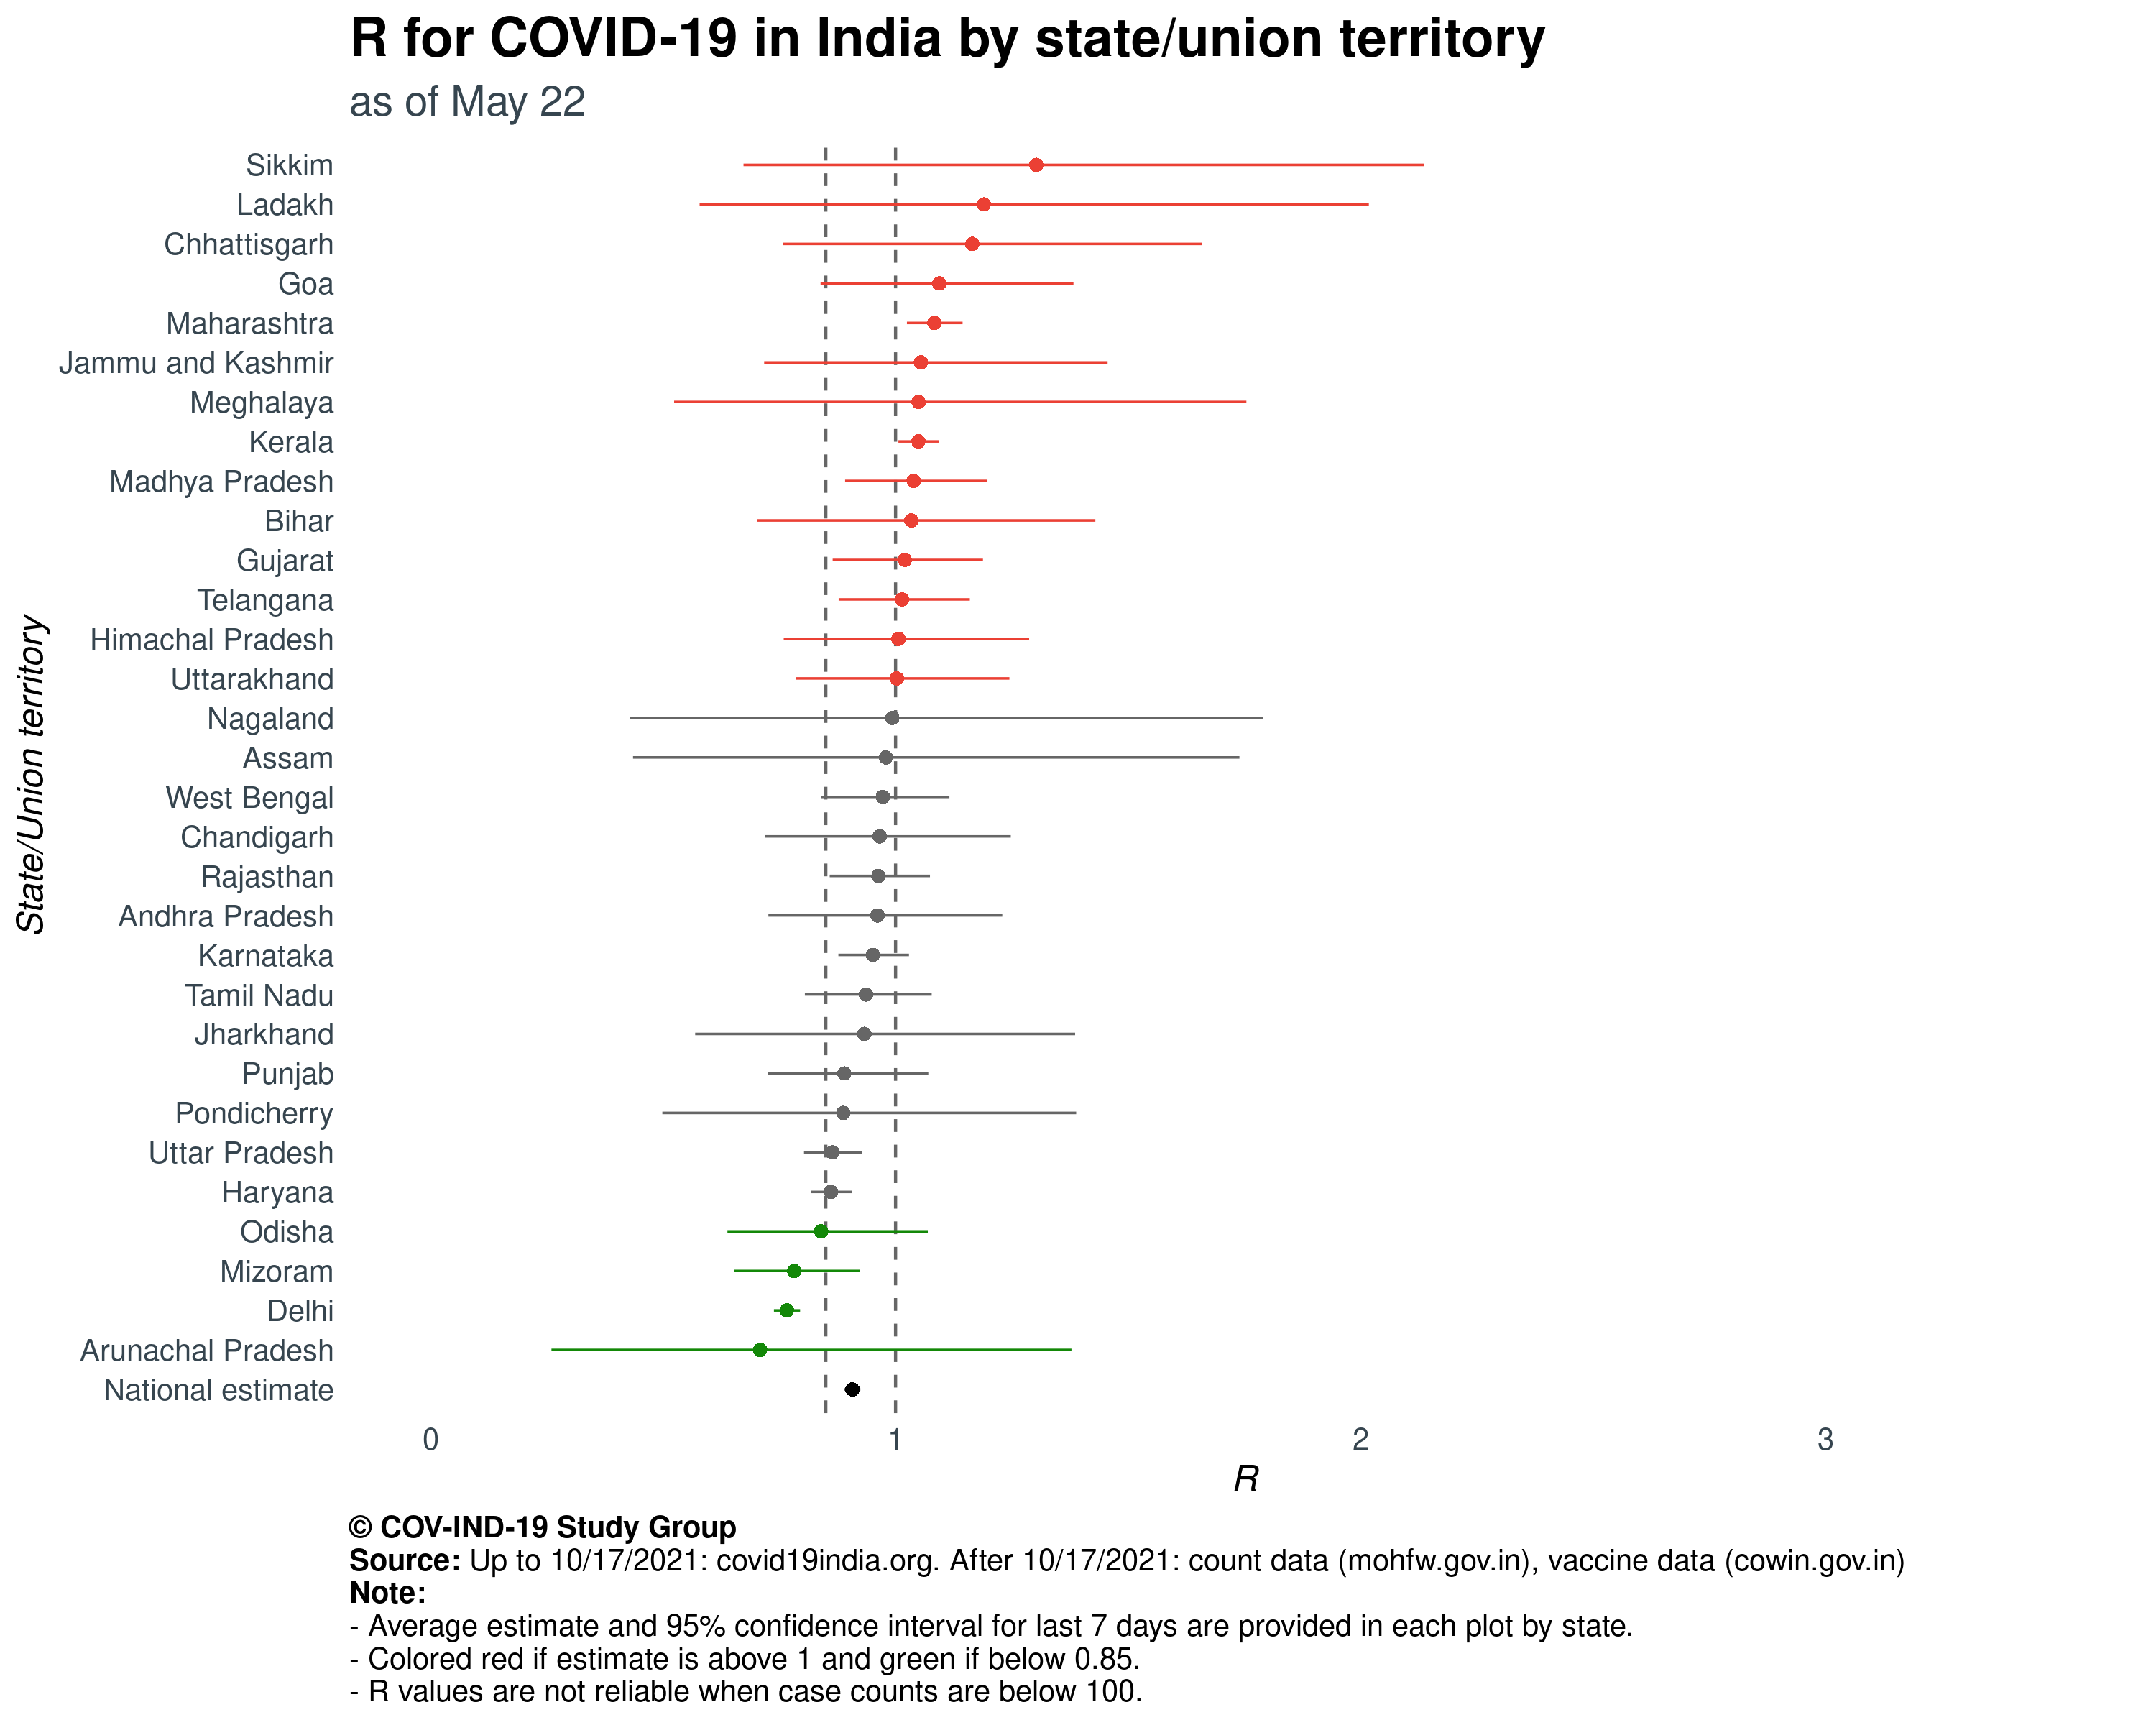 R for COVID-19 in India by state/union territory
as of May 22
Sikkim
Ladakh
Chhattisgarh
Goa
Maharashtra
Jammu and Kashmir
Meghalaya
Kerala
Madhya Pradesh
Bihar
Gujarat
Telangana
Himachal Pradesh
Uttarakhand
Nagaland
Assam
West Bengal
Chandigarh
Rajasthan
Andhra Pradesh
Karnataka
Tamil Nadu
Jharkhand
Punjab
Pondicherry
Uttar Pradesh
Haryana
Odisha
Mizoram
Delhi
Arunachal Pradesh
National estimate
State/Union territory
0 1 2 3
R
© COV-IND-19 Study Group
Source: Up to 10/17/2021: covid19india.org. After 10/17/2021: count data (mohfw.gov.in), vaccine data (cowin.gov.in)
Note:
- Average estimate and 95% confidence interval for last 7 days are provided in each plot by state.
- Colored red if estimate is above 1 and green if below 0.85.
- R values are not reliable when case counts are below 100.